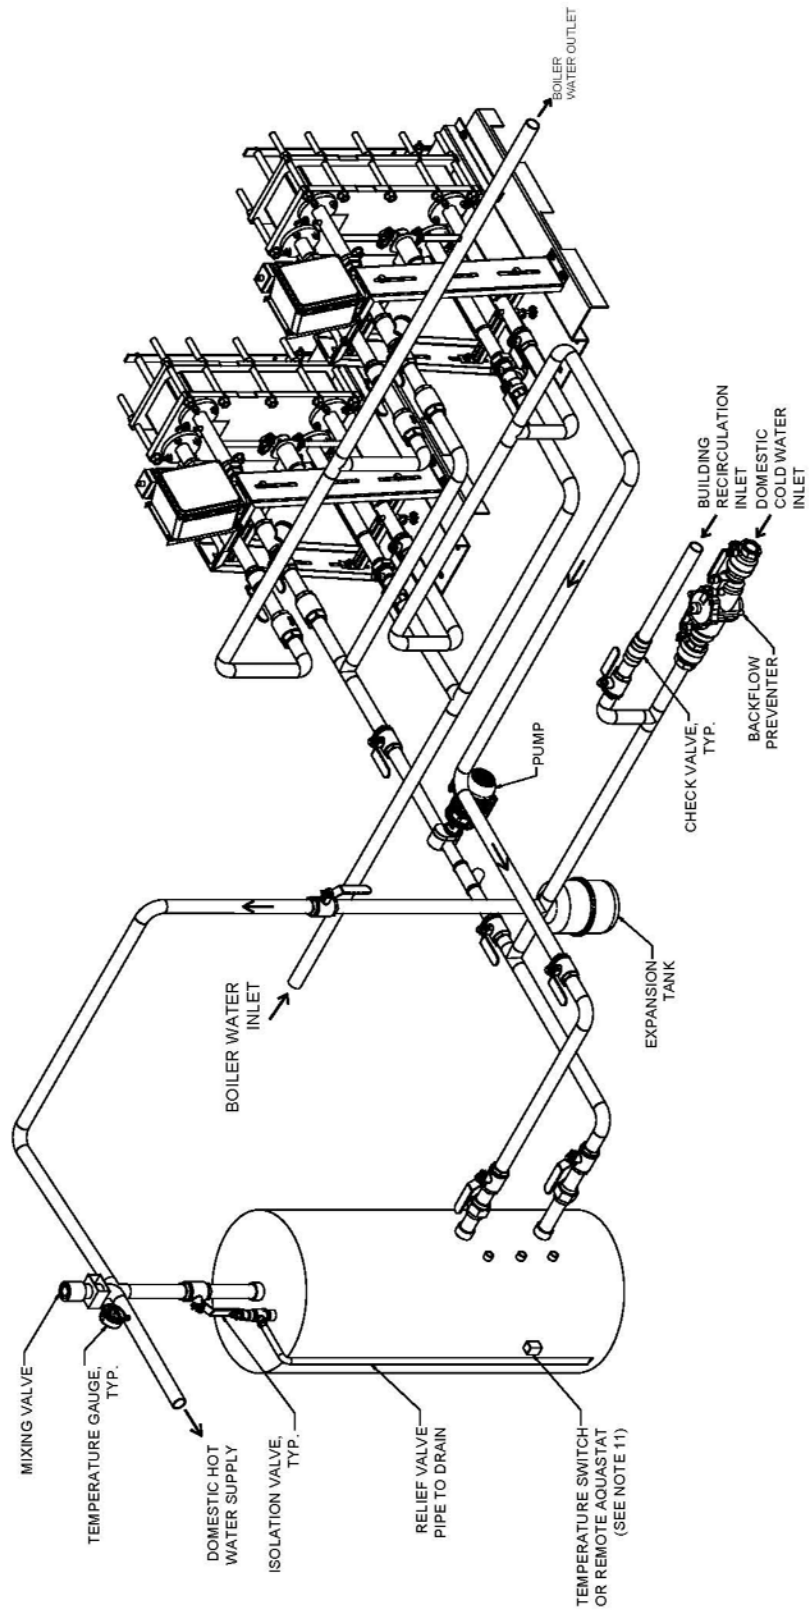 MIXING VALVE
TEMPERATURE GAUGE,
TYP.
DOMESTIC HOT
WATER SUPPLY
ISOLATION VALVE,
TYP.
RELIEF VALVE
PIPE TO DRAIN
TEMPERATURE SWITCH
OR REMOTE AQUASTAT
(SEE NOTE 11)
BOILER WATER
INLET
EXPANSION
TANK
PUMP
CHECK VALVE,
TYP.
BACKFLOW
PREVENTER
BUILDING
RECIRCULATION
INLET
DOMESTIC
COLD WATER
INLET
BOILER
WATER OUTLET